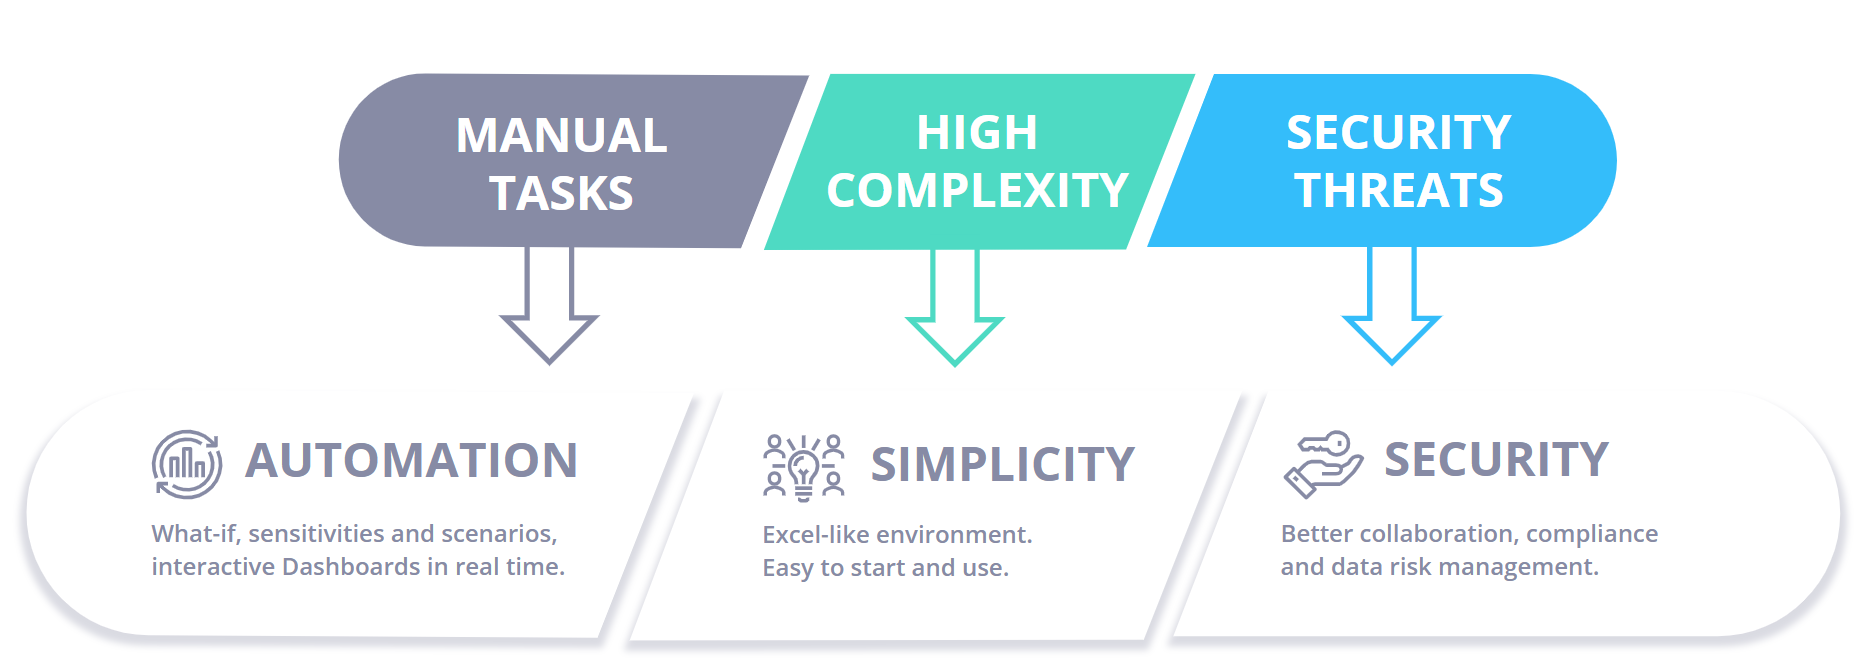 MANUAL
TASKS
HIGH
COMPLEXITY
SECURITY
THREATS
AUTOMATION
What-if, sensitivities and scenarios,
interactive Dashboards in real time.
SIMPLICITY
Excel-like environment.
Easy to start and use.
SECURITY
Better collaboration, compliance
and data risk management.